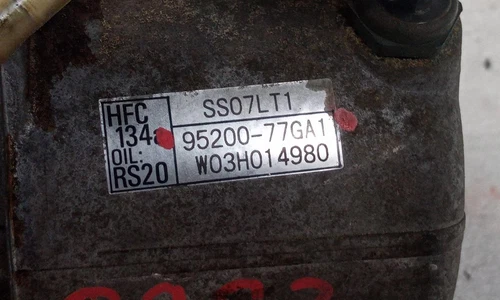 HFC
134a
OIL:
RS20
SS07LT1
95200-77GA1
W03H014980